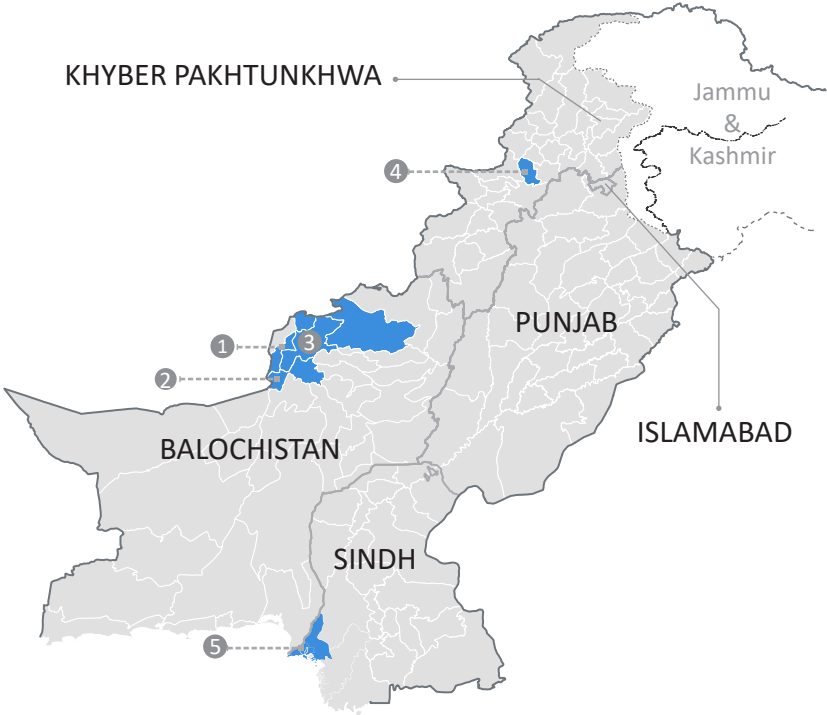 KHYBER PAKHTUNKHWA
Jammu
&
Kashmir
4
PUNJAB
1
3
2
ISLAMABAD
BALOCHISTAN
SINDH
5